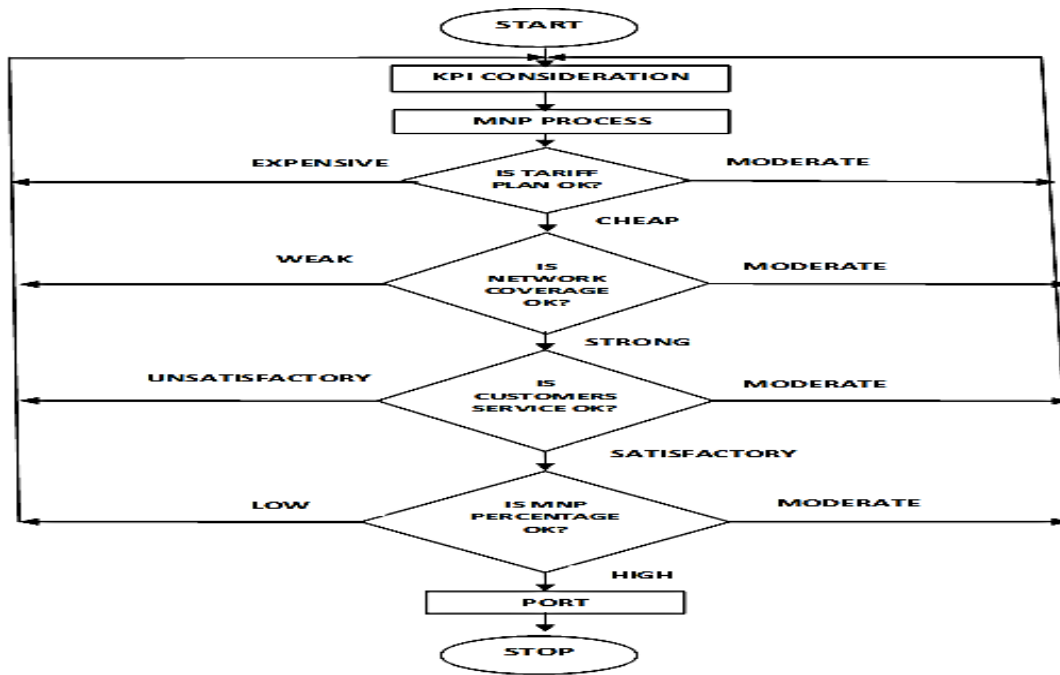 START
KPI CONSIDERATION
MNP PROCESS
EXPENSIVE
MODERATE
IS TARIFF
PLAN OK?
CHEAP
WEAK
MODERATE
IS
NETWORK
COVERAGE
OK?
STRONG
UNSATISFACTORY
MODERATE
IS
CUSTOMERS
SERVICE OK?
SATISFACTORY
LOW
MODERATE
IS MNP
PERCENTAGE
OK?
HIGH
PORT
STOP